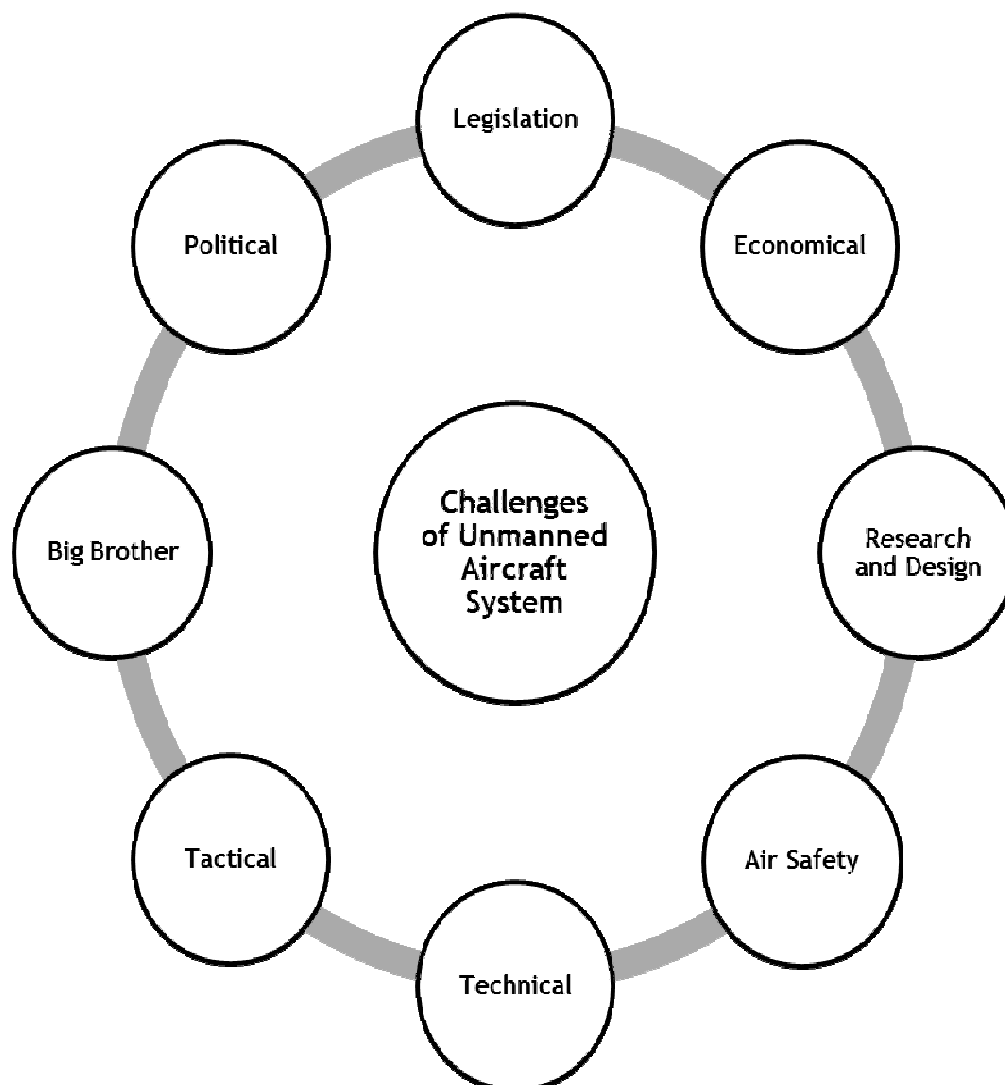 Legislation
Political
Economical
Challenges
of Unmanned
Aircraft
System
Big Brother
Research
and Design
Tactical
Air Safety
Technical